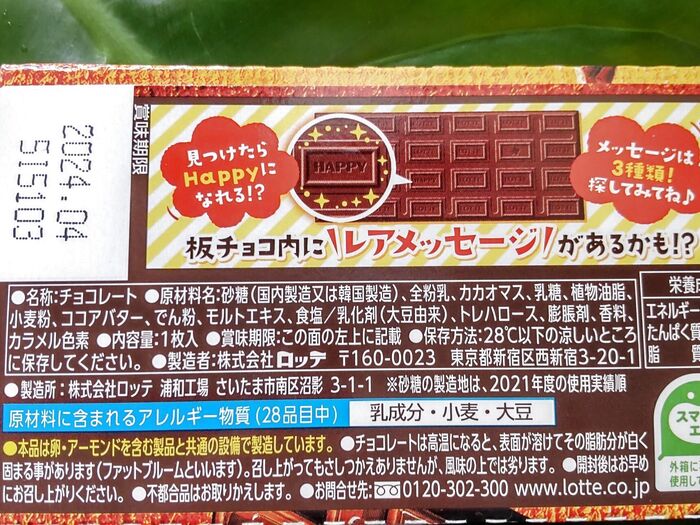 2024.04
515103
賞味期限
見つけたら
Happyに
なれる!?
HAPPY
メッセージは
3種類!
探してみてね♪
板チョコ内に\レアメッセージ/があるかも!?
●名称:チョコレート ●原材料名:砂糖(国内製造又は韓国製造)、全粉乳、カカオマス、乳糖、植物油脂、
小麦粉、ココアバター、でん粉、モルトエキス、食塩/乳化剤(大豆由来)、トレハロース、膨脹剤、香料、
カラメル色素 ●内容量:1枚入 ●賞味期限:この面の左上に記載 ●保存方法:28℃以下の涼しいところ
に保存してください。 ●製造者:株式会社 ロッテ 〒160-0023 東京都新宿区西新宿3-20-1
●製造所:株式会社ロッテ 浦和工場 さいたま市南区沼影 3-1-1 ※砂糖の製造地は、2021年度の使用実績順
原材料に含まれるアレルギー物質(28品目中) 乳成分・小麦・大豆
●本品は卵・アーモンドを含む製品と共通の設備で製造しています。 ●チョコレートは高温になると、表面が溶けてその脂肪分が白く
固まる事があります(ファットブルームといいます)。召し上がってもさしつかえありませんが、風味の上では劣ります。 ●開封後はお早め
にお召し上がりください。 ●不都合品はお取りかえします。 ●お問合せ先:0120-302-300 www.lotte.co.jp
栄養成
エネルギー
たんぱく質
脂
スマ
エ
外箱に
使用して